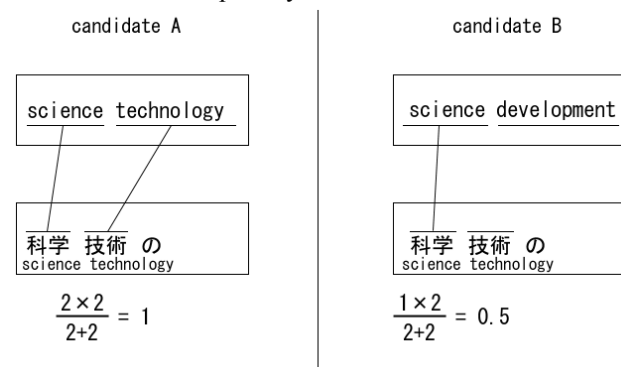 candidate A
science technology
科学 技術 の
science technology
2×2
2+2
= 1
candidate B
science development
科学 技術 の
science technology
1×2
2+2
= 0.5